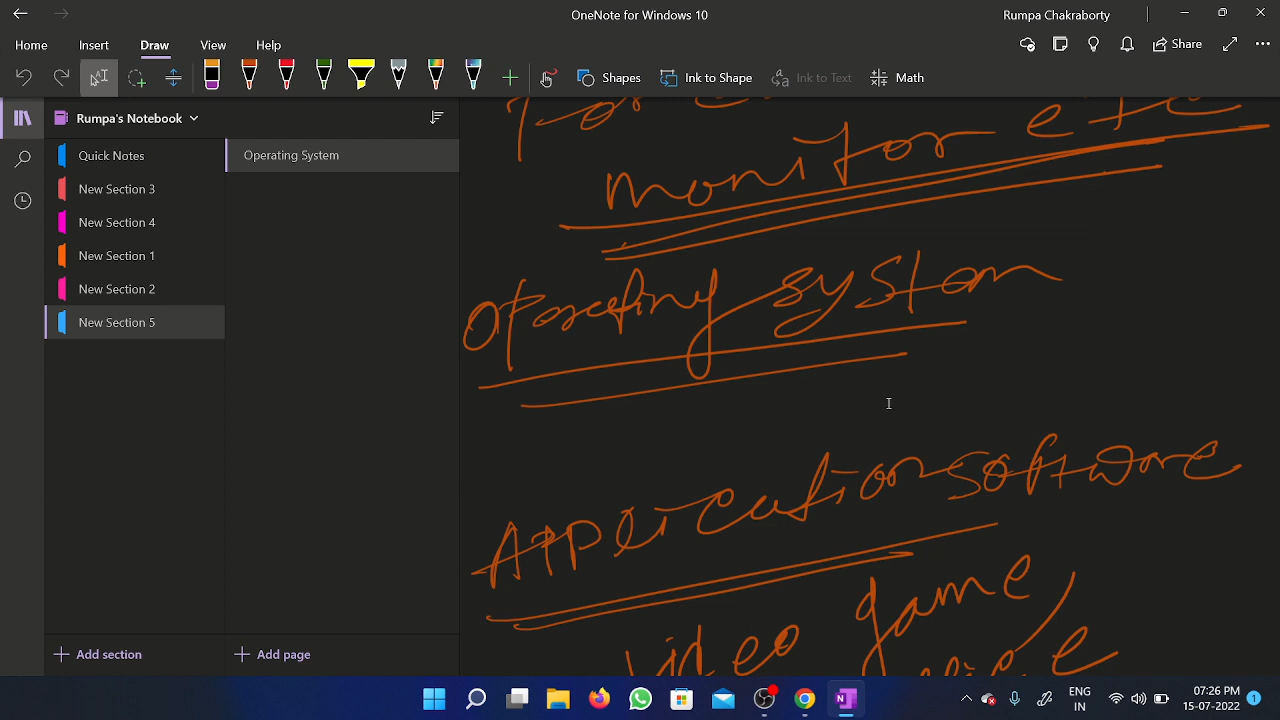 OneNote for Windows 10
Rumpa Chakraborty
Home Insert Draw View Help
Share
Shapes Ink to Shape Ink to Text Math
Rumpa's Notebook
Quick Notes
New Section 3
New Section 4
New Section 1
New Section 2
New Section 5
Operating System
monitor etc
Operating system
Application software
video game,
Add section
Add page
ENG
IN
07:26 PM
15-07-2022
1